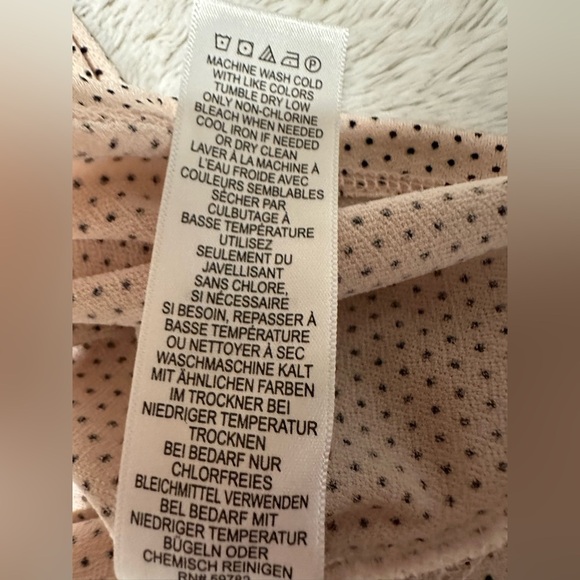 P
MACHINE WASH COLD
WITH LIKE COLORS
TUMBLE DRY LOW
ONLY NON-CHLORINE
BLEACH WHEN NEEDED
COOL IRON IF NEEDED
OR DRY CLEAN
LAVER À LA MACHINE À
L'EAU FROIDE AVEC
COULEURS SEMBLABLES
SÉCHER PAR
CULBUTAGE À
BASSE TEMPÉRATURE
UTILISEZ
SEULEMENT DU
JAVELLISANT
SANS CHLORE,
SI NÉCESSAIRE
SI BESOIN, REPASSER À
BASSE TEMPÉRATURE
OU NETTOYER À SEC
WASCHMASCHINE KALT
MIT ÄHNLICHEN FARBEN
IM TROCKNER BEI
NIEDRIGER TEMPERATUR
TROCKNEN
BEI BEDARF NUR
CHLORFREIES
BLEICHMITTEL VERWENDEN
BEL BEDARF MIT
NIEDRIGER TEMPERATUR
BÜGELN ODER
CHEMISCH REINIGEN
RN# 59782